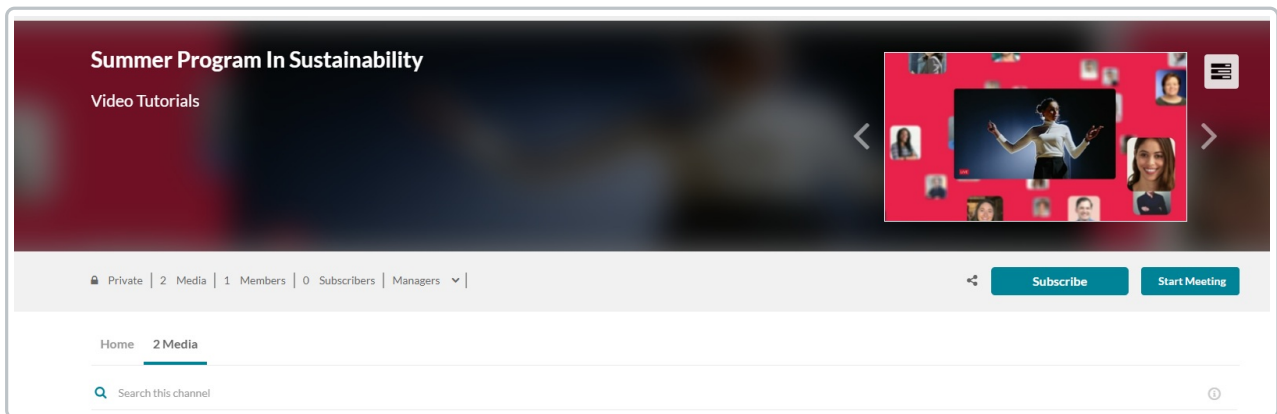 Summer Program In Sustainability
Video Tutorials
Private | 2 Media | 1 Members | 0 Subscribers | Managers |
Subscribe
Start Meeting
Home 2 Media
Search this channel